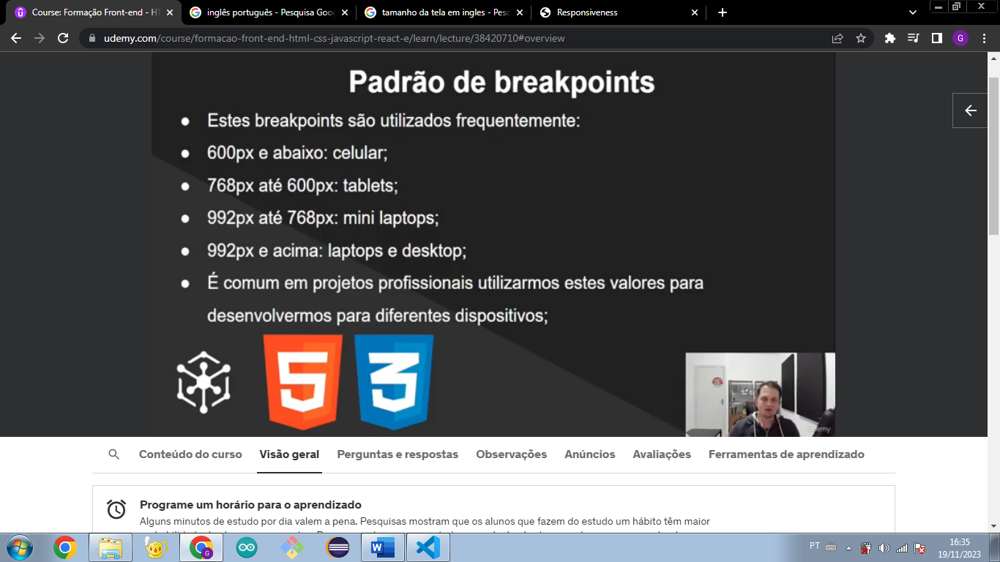 Course: Formação Front-end - HT
inglês português - Pesquisa Goog
tamanho da tela em ingles - Pesq
Responsiveness
udemy.com/course/formacao-front-end-html-css-javascript-react-e/learn/lecture/38420710#overview
G
Padrão de breakpoints
● Estes breakpoints são utilizados frequentemente:
● 600px e abaixo: celular;
● 768px até 600px: tablets;
● 992px até 768px: mini laptops;
● 992px e acima: laptops e desktop;
● É comum em projetos profissionais utilizarmos estes valores para
desenvolvermos para diferentes dispositivos;
5 3
Conteúdo do curso Visão geral Perguntas e respostas Observações Anúncios Avaliações Ferramentas de aprendizado
Programe um horário para o aprendizado
Alguns minutos de estudo por dia valem a pena. Pesquisas mostram que os alunos que fazem do estudo um hábito têm maior
PT
16:35
19/11/2023